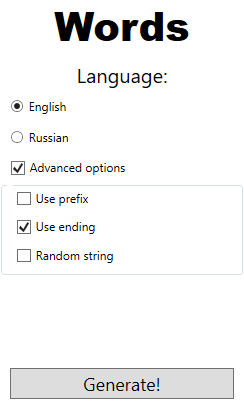 Words
Language:
English
Russian
Advanced options
Use prefix
Use ending
Random string
Generate!